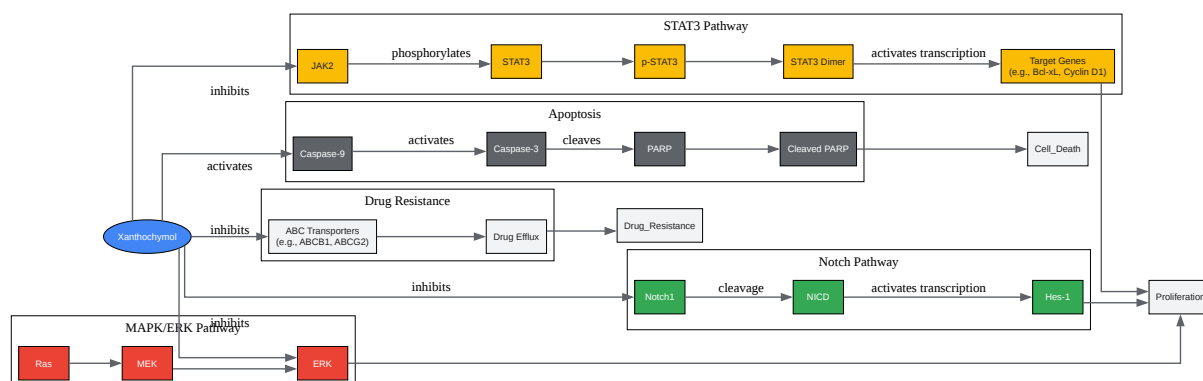 STAT3 Pathway
JAK2
phosphorylates
STAT3
p-STAT3
STAT3 Dimer
activates transcription
Target Genes
(e.g., Bcl-xL, Cyclin D1)
inhibits
Apoptosis
Caspase-9
activates
Caspase-3
cleaves
PARP
Cleaved PARP
Cell_Death
activates
Drug Resistance
Xanthochymol
inhibits
ABC Transporters
(e.g., ABCB1, ABCG2)
Drug Efflux
Drug_Resistance
Notch Pathway
inhibits
Notch1
cleavage
NICD
activates transcription
Hes-1
Proliferation
inhibits
MAPK/ERK Pathway
Ras
MEK
ERK